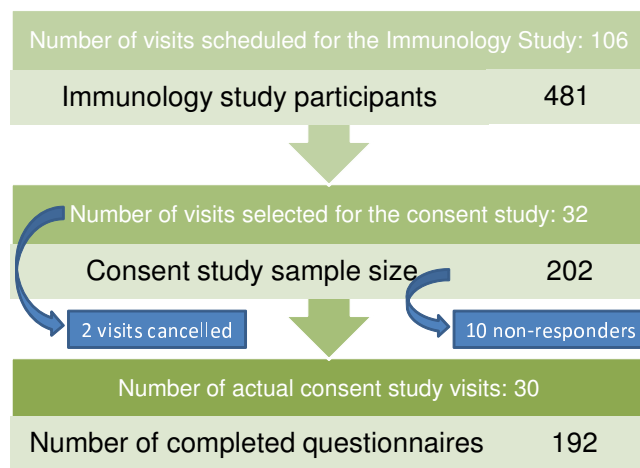 Number of visits scheduled for the Immunology Study: 106
Immunology study participants 481
Number of visits selected for the consent study: 32
Consent study sample size 202
2 visits cancelled 10 non-responders
Number of actual consent study visits: 30
Number of completed questionnaires 192